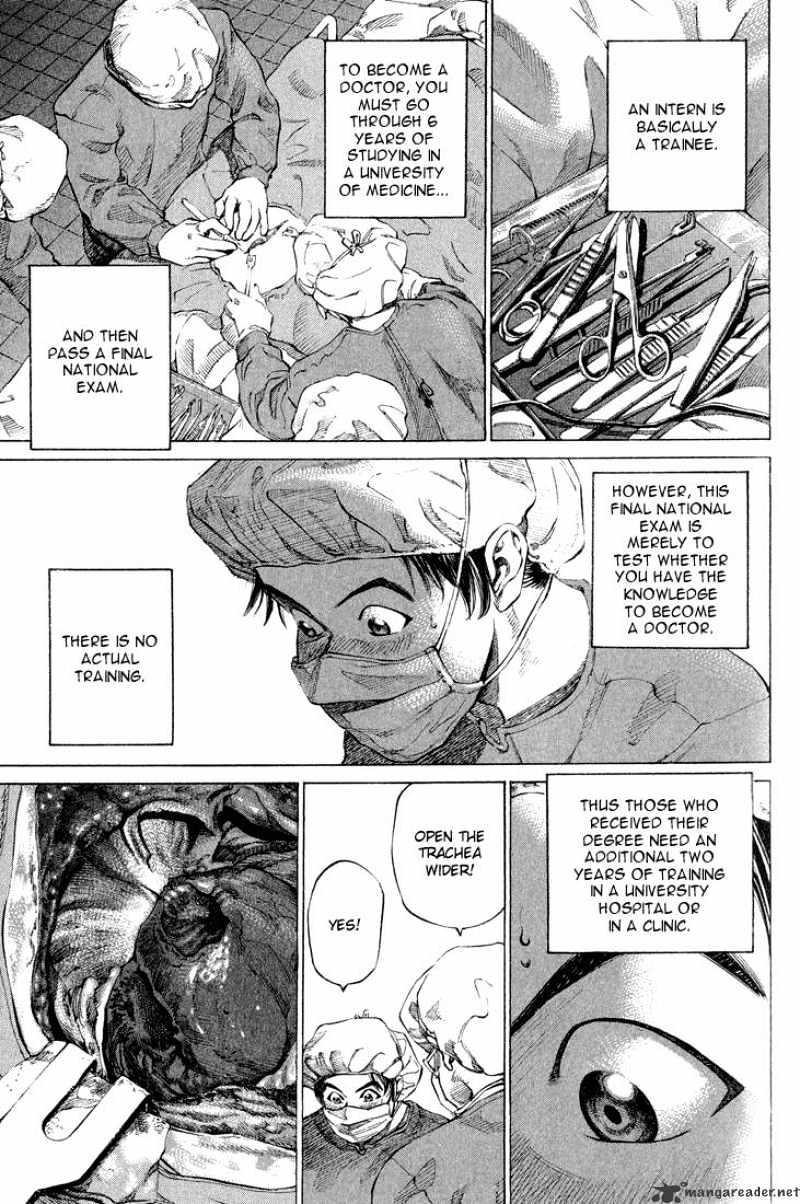 AN INTERN IS
BASICALLY
A TRAINEE.
TO BECOME A
DOCTOR, YOU
MUST GO
THROUGH 6
YEARS OF
STUDYING IN
A UNIVERSITY
OF MEDICINE...
AND THEN
PASS A FINAL
NATIONAL
EXAM.
HOWEVER, THIS
FINAL NATIONAL
EXAM IS
MERELY TO
TEST WHETHER
YOU HAVE THE
KNOWLEDGE
TO BECOME
A DOCTOR.
THERE IS NO
ACTUAL
TRAINING.
THUS THOSE WHO
RECEIVED THEIR
DEGREE NEED AN
ADDITIONAL TWO
YEARS OF TRAINING
IN A UNIVERSITY
HOSPITAL OR
IN A CLINIC.
OPEN THE
TRACHEA
WIDER!
YES!
mangareader.net